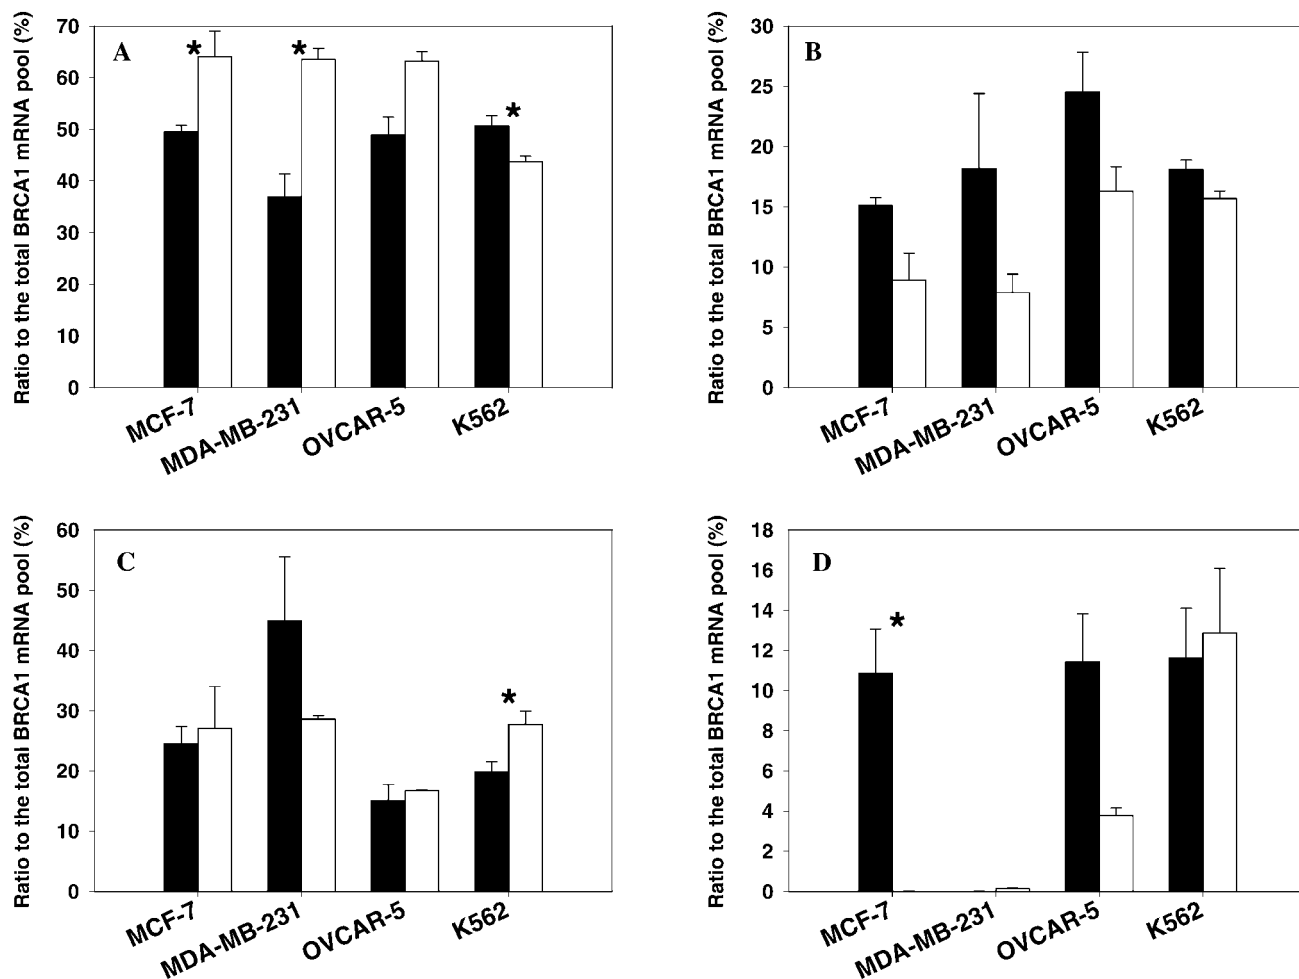 Ratio to the total BRCA1 mRNA pool (%)
70
60
50
40
30
20
10
0
A
*
*
*
MCF-7
MDA-MB-231
OVCAR-5
K562
Ratio to the total BRCA1 mRNA pool (%)
30
25
20
15
10
5
0
B
MCF-7
MDA-MB-231
OVCAR-5
K562
Ratio to the total BRCA1 mRNA pool (%)
60
50
40
30
20
10
0
C
*
MCF-7
MDA-MB-231
OVCAR-5
K562
Ratio to the total BRCA1 mRNA pool (%)
18
16
14
12
10
8
6
4
2
0
D
*
MCF-7
MDA-MB-231
OVCAR-5
K562